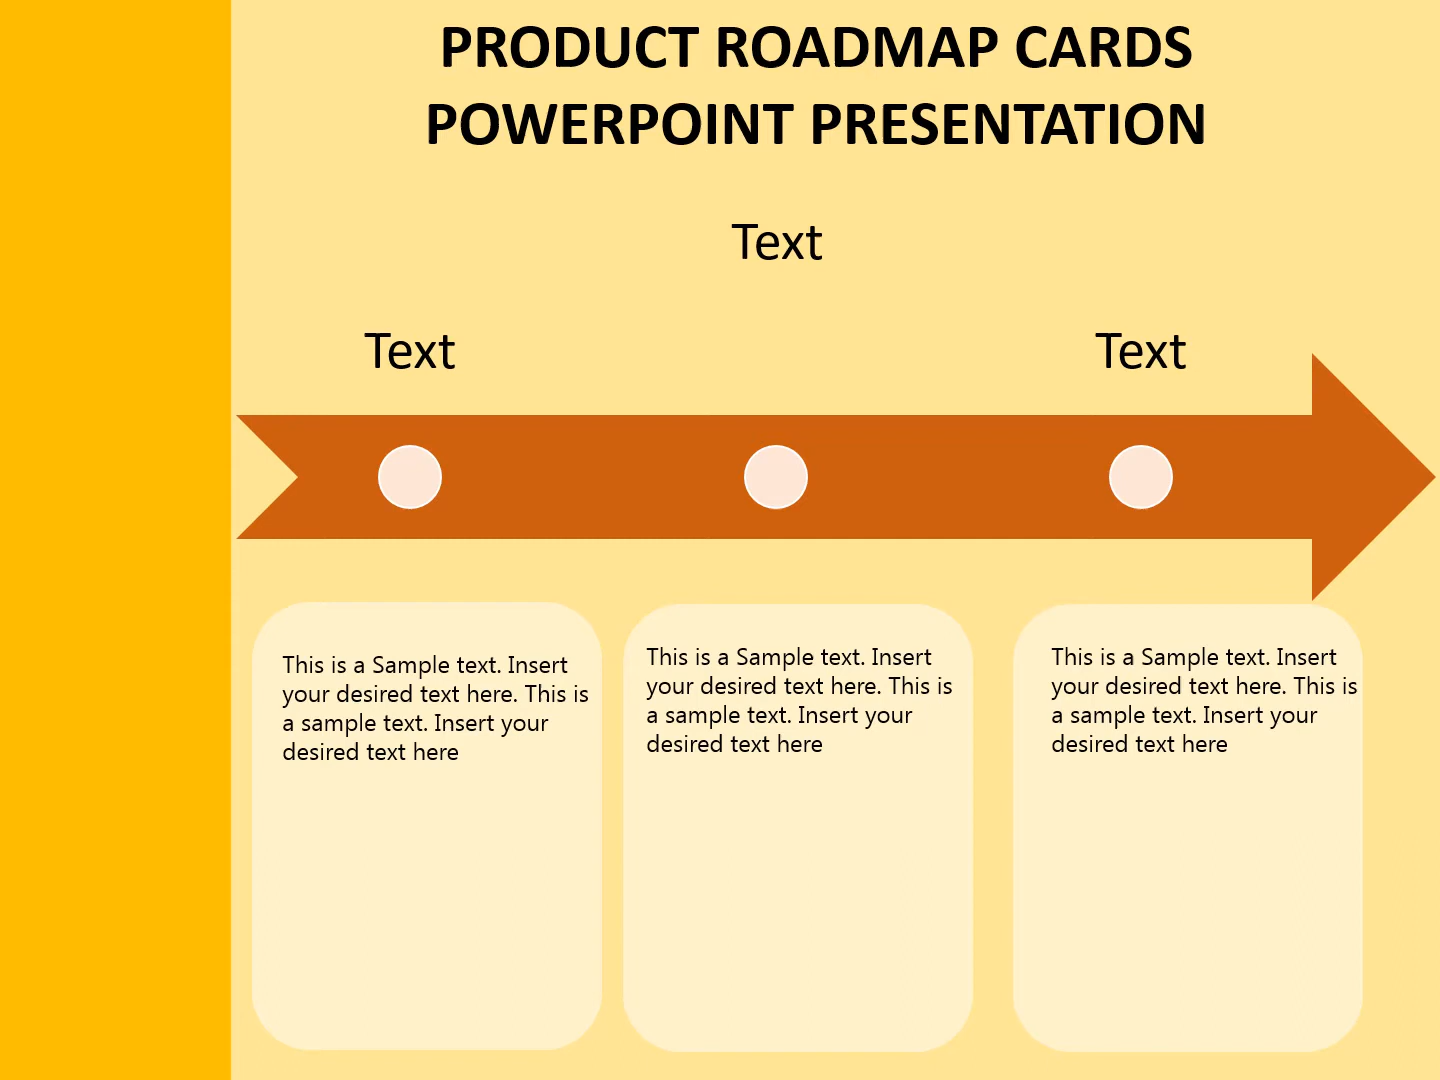 PRODUCT ROADMAP CARDS
POWERPOINT PRESENTATION
Text
Text
Text
This is a Sample text. Insert
your desired text here. This is
a sample text. Insert your
desired text here
This is a Sample text. Insert
your desired text here. This is
a sample text. Insert your
desired text here
This is a Sample text. Insert
your desired text here. This is
a sample text. Insert your
desired text here